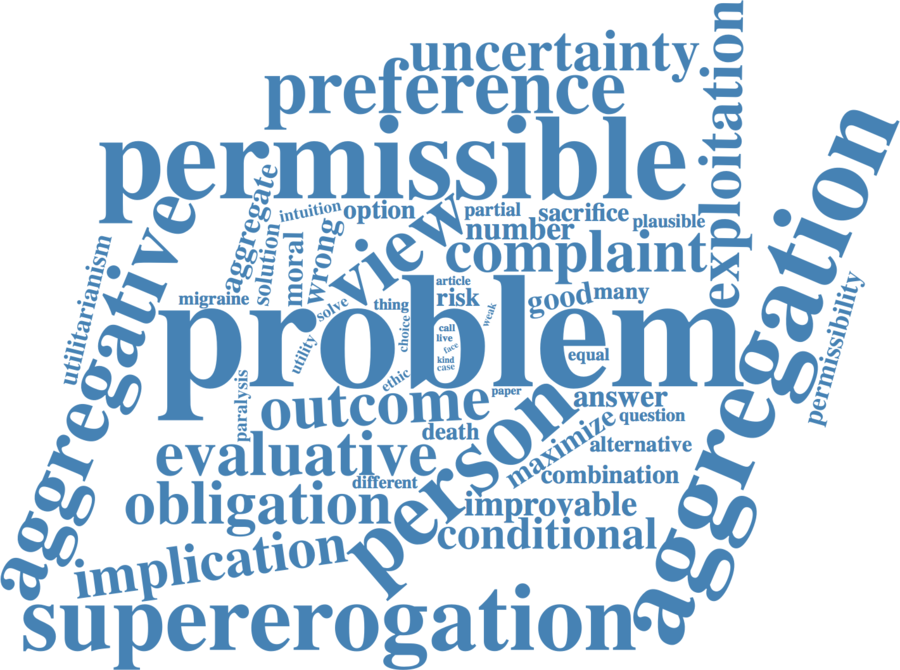 uncertainty
exploitation
preference
permissible
aggregation
aggregative
aggregate
intuition
option
view
partial
sacrifice
plausible
number
solution
moral
wrong
complaint
utilitarianism
migraine
solve
thing
article
risk
good
many
weak
problem
permissibility
choice
call
live
face
kind
case
utility
equal
ethic
paralysis
paper
outcome
person
answer
question
death
maximize
alternative
evaluative
different
combination
obligation
improvable
conditional
implication
supererogation